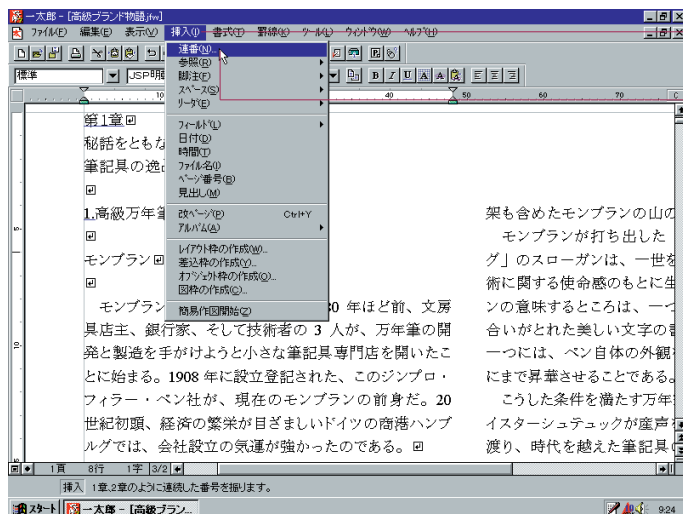 一太郎 - [高級ブランド物語.jfw]
ファイル(F) 編集(E) 表示(V) 挿入(I) 書式(T) 罫線(K) ツール(L) ウィンドウ(W) ヘルプ(H)
標準 JSP明 B I U A A
10 40 50 60 70
連番(N)...
参照(R)
脚注(F)
スペース(S)
リーダ(E)
フィールド(L)
日付(D)
時間(T)
ファイル名(I)
ページ番号(B)
見出し(M)
改ページ(P) Ctrl+Y
アルバム(A)
レイアウト枠の作成(W)...
差込枠の作成(Y)...
オブジェクト枠の作成(O)...
図枠の作成(C)...
簡易作図開始(Z)
第1章
秘話をともな
筆記具の逸
1.高級万年筆
モンブラン
モンブラン 30 年ほど前、文房
具店主、銀行家、そして技術者の 3 人が、万年筆の開
発と製造を手がけようと小さな筆記具専門店を開いたこ
とに始まる。1908 年に設立登記された、このジンプロ・
フィラー・ペン社が、現在のモンブランの前身だ。20
世紀初頭、経済の繁栄が目ざましいドイツの商港ハンブ
ルグでは、会社設立の気運が強かったのである。
架も含めたモンブランの山の
モンブランが打ち出した
グ」のスローガンは、一世を
術に関する使命感のもとに生
ンの意味するところは、一つ
合いがとれた美しい文字の書
一つには、ペン自体の外観
にまで昇華させることである。
こうした条件を満たす万年
イスターシュテュックが産声
渡り、時代を越えた筆記具
1頁 8行 1字 3/2
挿入 1章、2章のように連続した番号を振ります。
スタート 一太郎 - [高級ブラン... 9:24